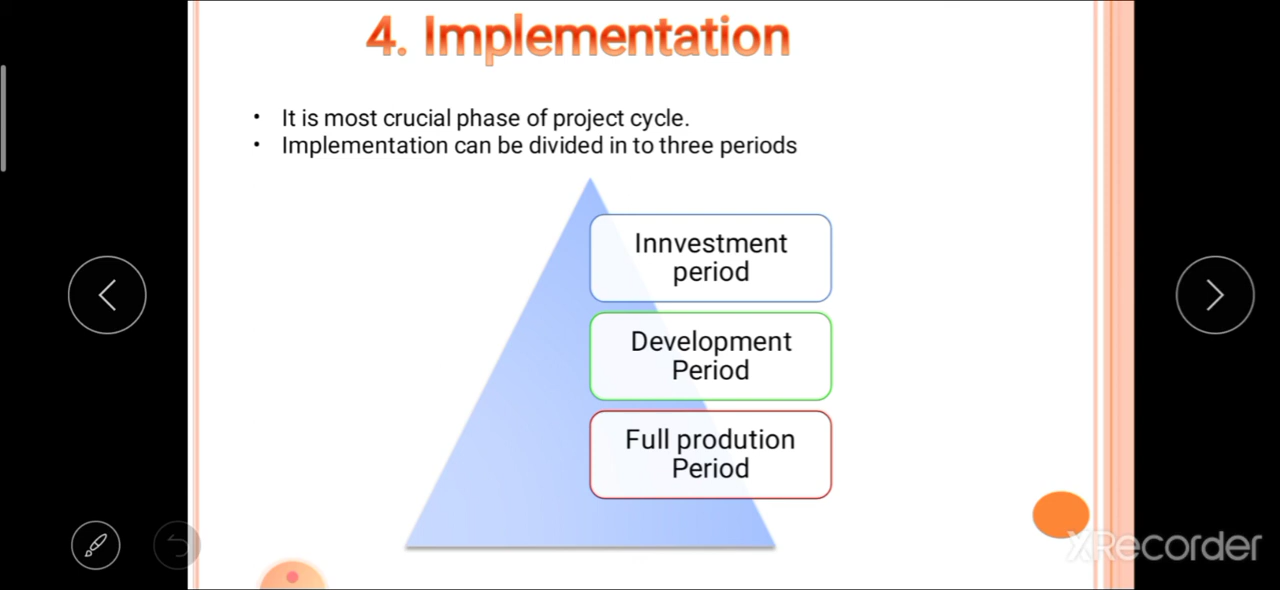 4. Implementation
• It is most crucial phase of project cycle.
• Implementation can be divided in to three periods
Innvestment
period
Development
Period
Full prodution
Period
XRecorder